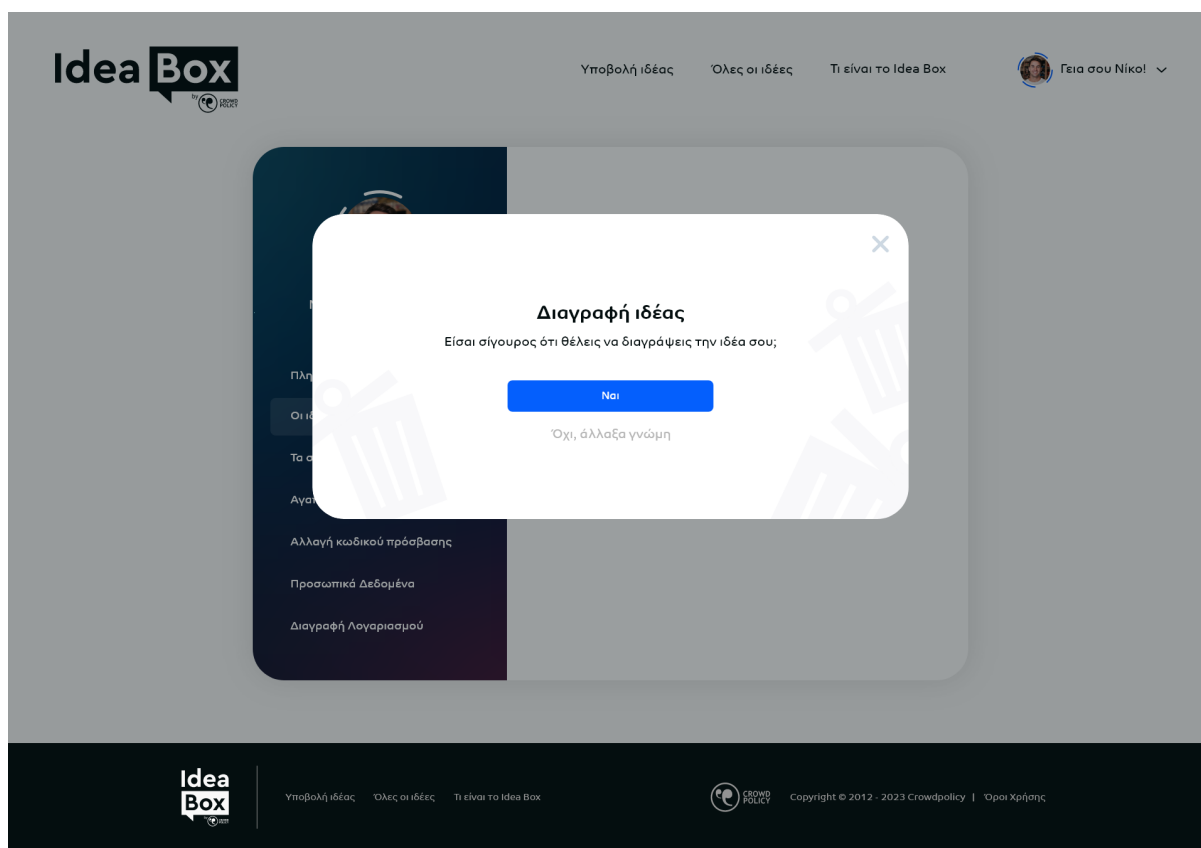 Idea Box
by CROWD POLICY
Υποβολή ιδέας Όλες οι ιδέες Τι είναι το Idea Box Γεια σου Νίκο!
Διαγραφή ιδέας
Είσαι σίγουρος ότι θέλεις να διαγράψεις την ιδέα σου;
Ναι
Όχι, άλλαξα γνώμη
Αλλαγή κωδικού πρόσβασης
Προσωπικά Δεδομένα
Διαγραφή Λογαριασμού
Idea
Box
Υποβολή ιδέας Όλες οι ιδέες Τι είναι το Idea Box
CROWD
POLICY
Copyright © 2012 - 2023 Crowdpolicy | Όροι Χρήσης